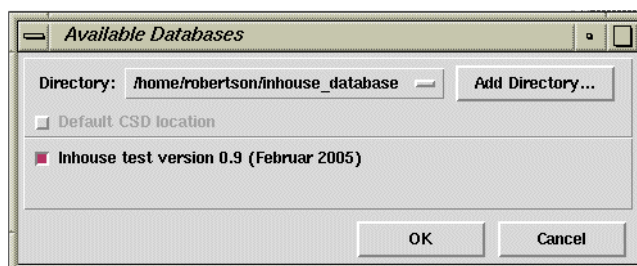 Available Databases
Directory: /home/robertson/inhouse_database Add Directory...
Default CSD location
Inhouse test version 0.9 (Februar 2005)
OK Cancel